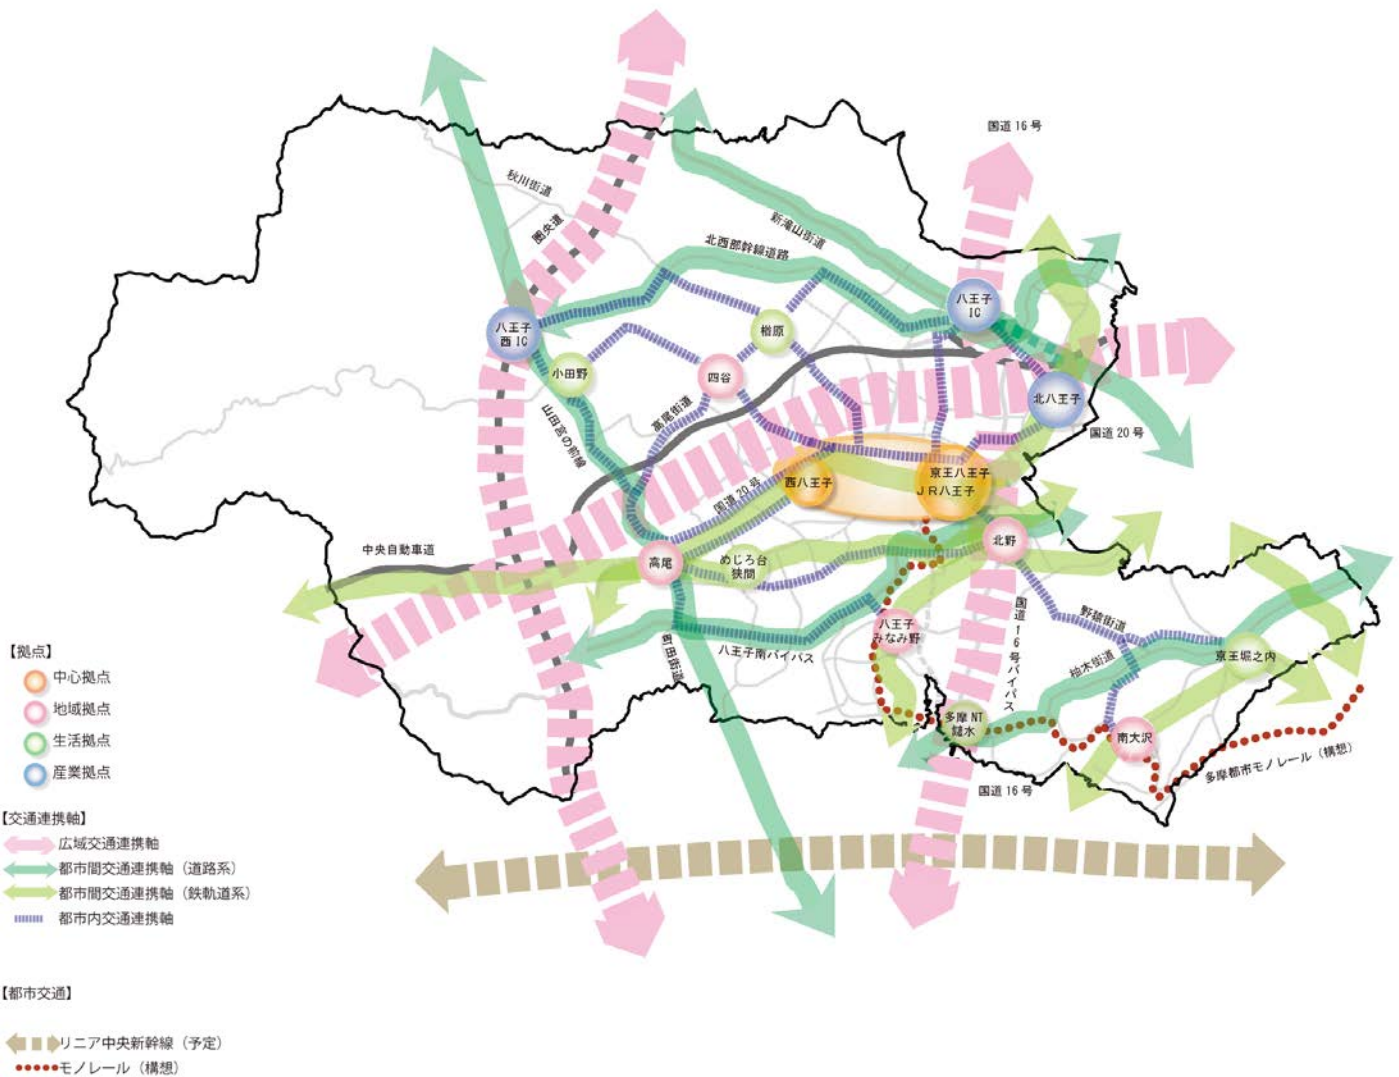 国道16号
秋川街道
圏央道
新滝山街道
北西部幹線道路
八王子
IC
八王子
西IC
楢原
小田野
四谷
北八王子
高尾街道
山田宮の前線
国道20号
京王八王子
JR八王子
西八王子
国道20号
中央自動車道
高尾
めじろ台
狭間
北野
八王子
みなみ野
国道16号バイパス
野猿街道
町田街道
八王子南バイパス
柚木街道
京王堀之内
多摩NT
鑓水
南大沢
多摩都市モノレール（構想）
国道16号
【拠点】
中心拠点
地域拠点
生活拠点
産業拠点
【交通連携軸】
広域交通連携軸
都市間交通連携軸（道路系）
都市間交通連携軸（鉄軌道系）
都市内交通連携軸
【都市交通】
リニア中央新幹線（予定）
モノレール（構想）